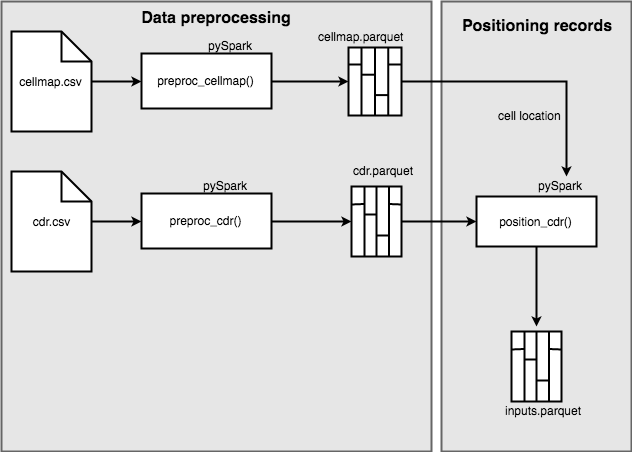 Data preprocessing
Positioning records
cellmap.csv
pySpark
preproc_cellmap()
cellmap.parquet
cell location
cdr.csv
pySpark
preproc_cdr()
cdr.parquet
pySpark
position_cdr()
inputs.parquet